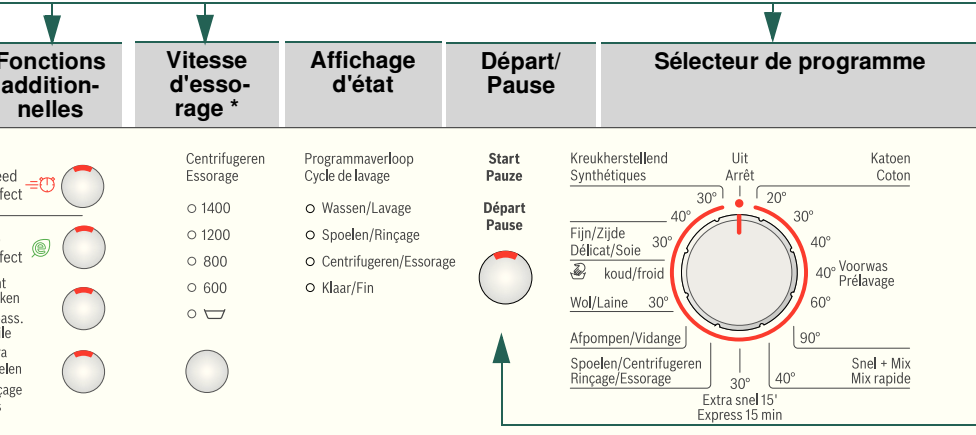 Fonctions
addition-
nelles
Vitesse
d'esso-
rage *
Affichage
d'état
Départ/
Pause
Sélecteur de programme
Centrifugeren
Essorage
1400
1200
800
600
Programmaverloop
Cycle de lavage
Wassen/Lavage
Spoelen/Rinçage
Centrifugeren/Essorage
Klaar/Fin
Start
Pauze
Départ
Pause
Kreukherstellend
Synthétiques
30°
40°
Fijn/Zijde
Délicat/Soie 30°
koud/froid
Wol/Laine 30°
Afpompen/Vidange
Spoelen/Centrifugeren
Rinçage/Essorage
Uit
Arrêt
Katoen
Coton
20°
30°
40°
40° Voorwas
Prélavage
60°
90°
Snel + Mix
Mix rapide
40°
30°
Extra snel 15'
Express 15 min